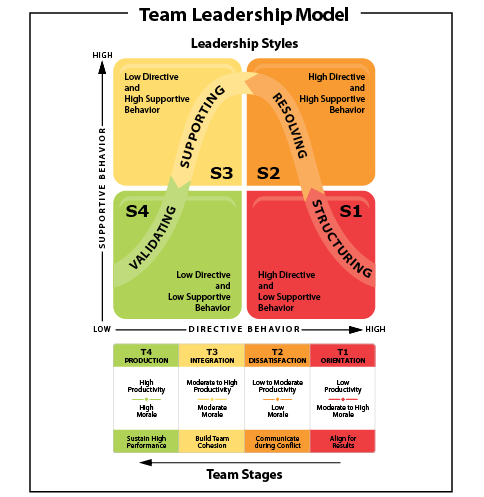 Team Leadership Model
Leadership Styles
HIGH
SUPPORTIVE BEHAVIOR
Low Directive
and
High Supportive
Behavior
SUPPORTING
S3
High Directive
and
High Supportive
Behavior
RESOLVING
S2
S4
VALIDATING
Low Directive
and
Low Supportive
Behavior
S1
STRUCTURING
High Directive
and
Low Supportive
Behavior
LOW
DIRECTIVE BEHAVIOR
HIGH
T4
PRODUCTION
High
Productivity
High
Morale
Sustain High
Performance
T3
INTEGRATION
Moderate to High
Productivity
Moderate
Morale
Build Team
Cohesion
T2
DISSATISFACTION
Low to Moderate
Productivity
Low
Morale
Communicate
during Conflict
T1
ORIENTATION
Low
Productivity
Moderate to High
Morale
Align for
Results
Team Stages